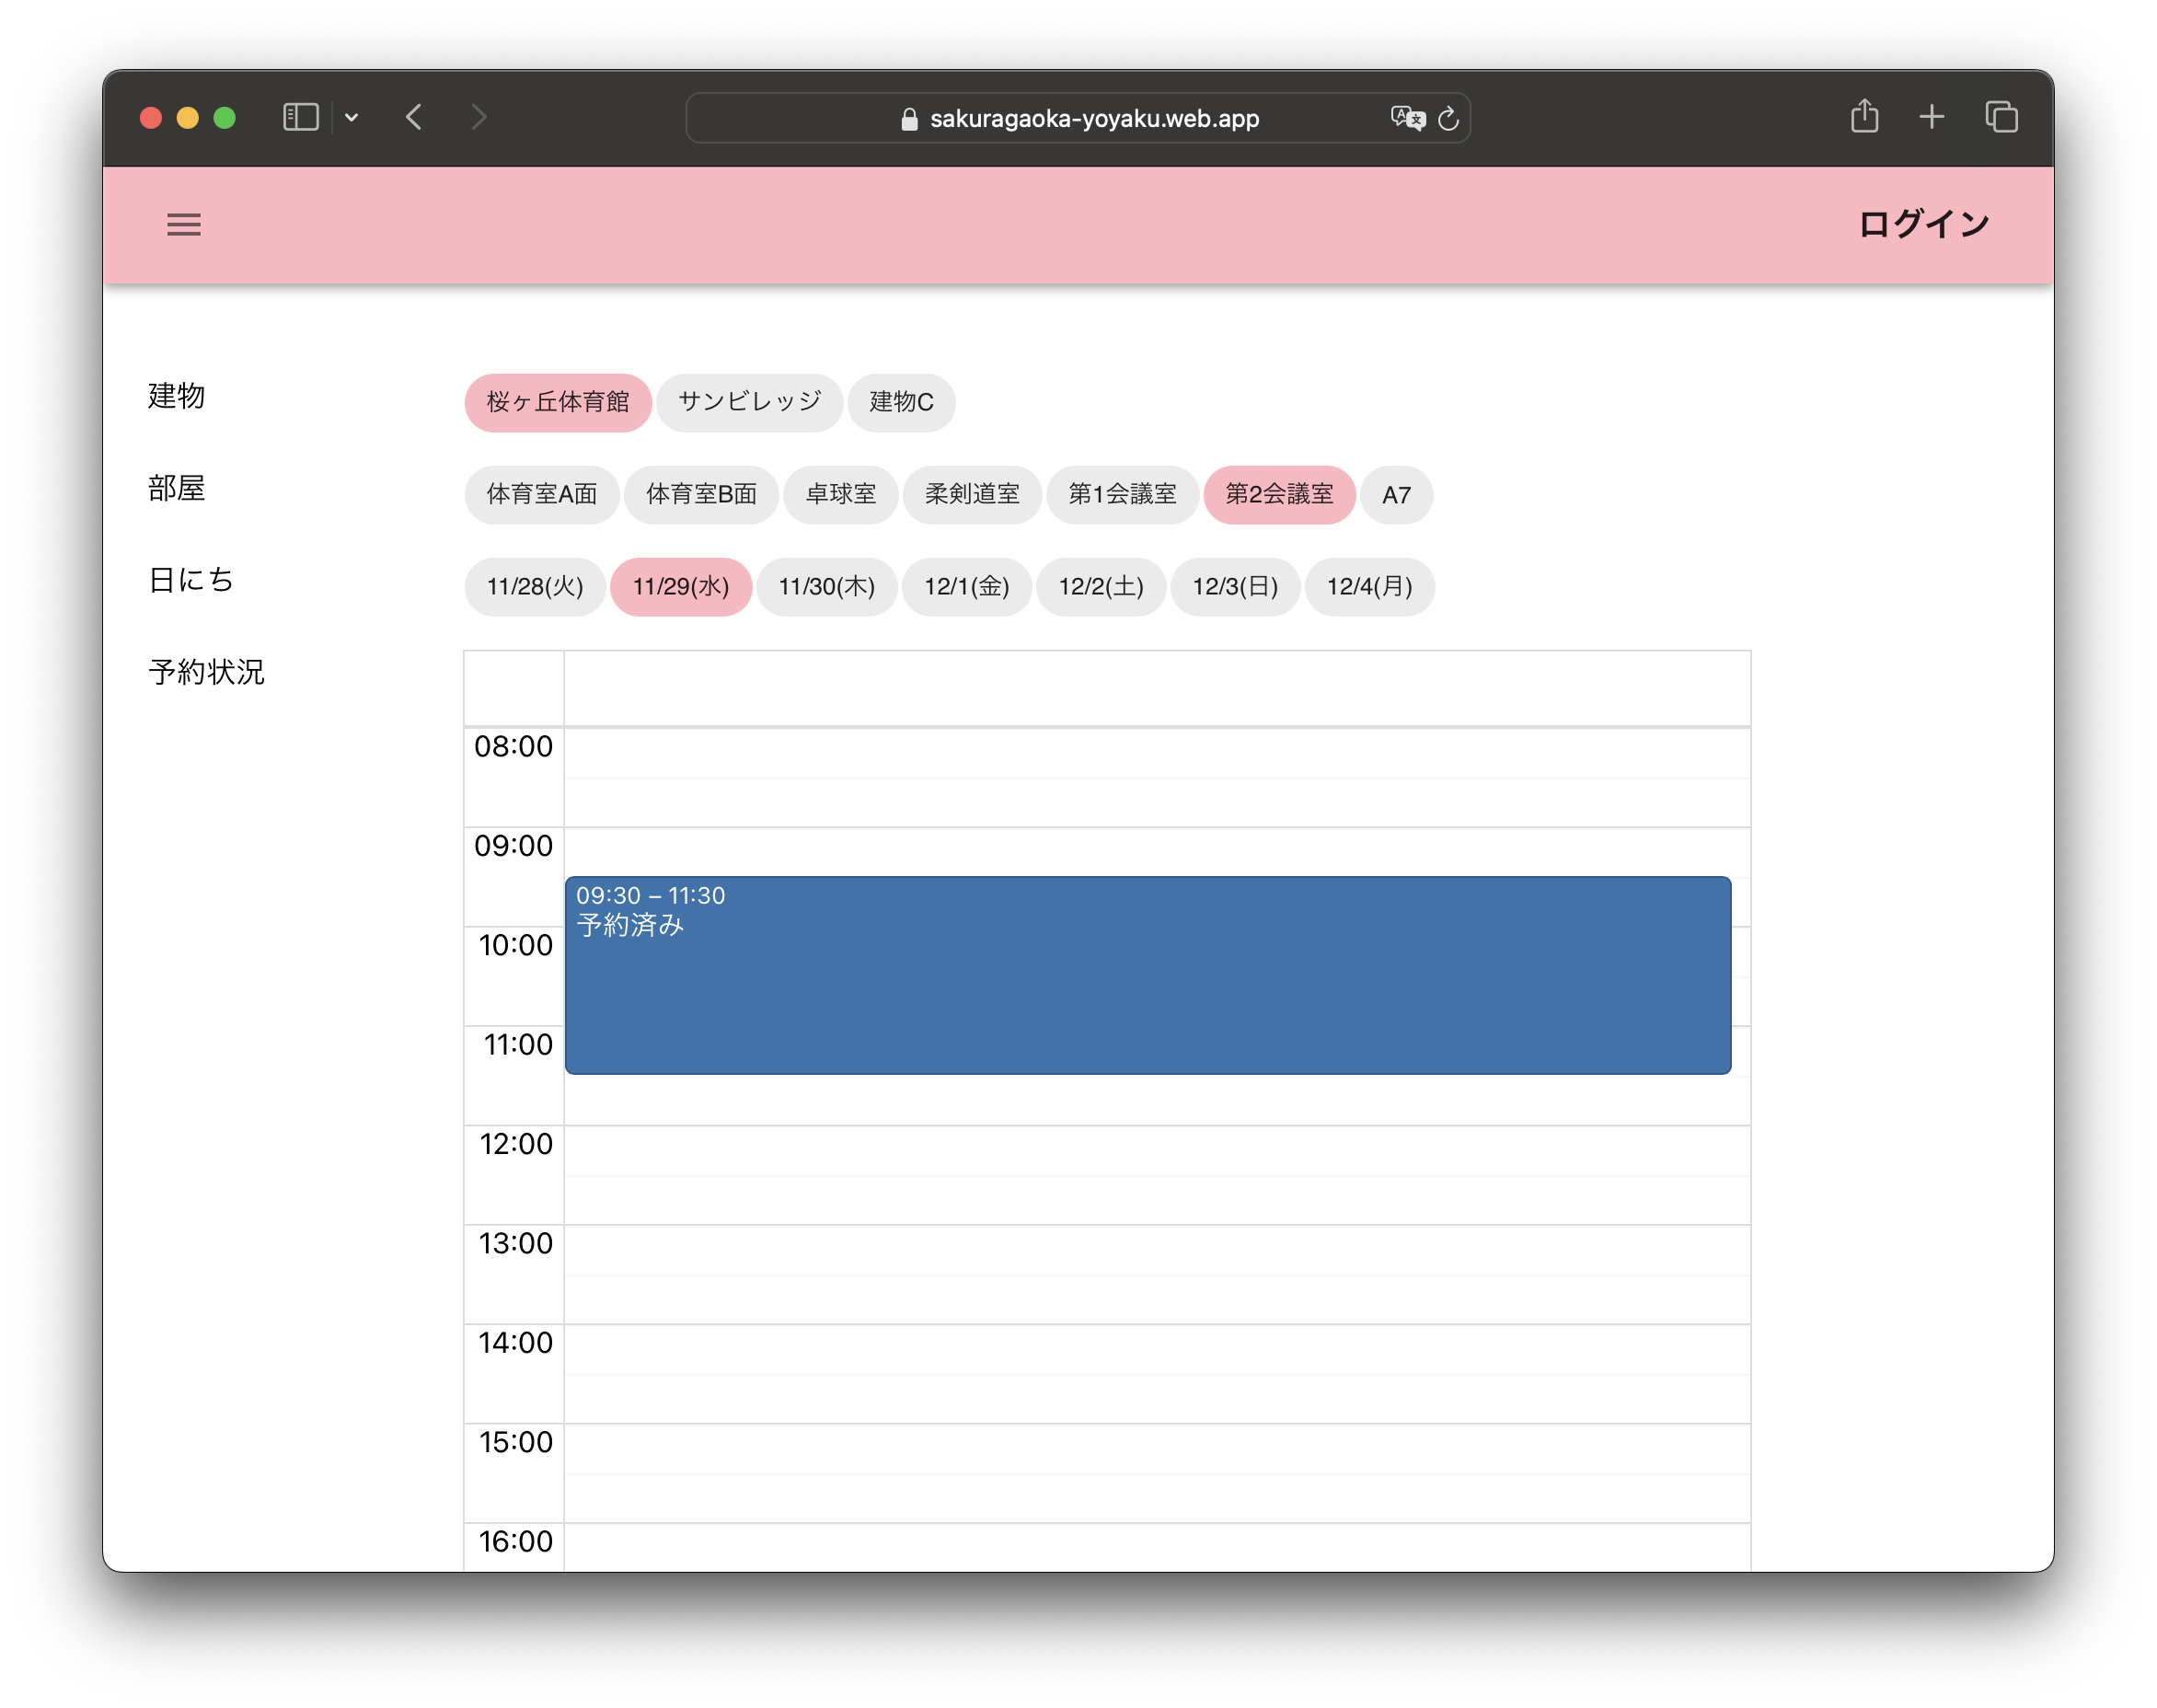 sakuragaoka-yoyaku.web.app
ログイン
建物
桜ヶ丘体育館 サンビレッジ 建物C
部屋
体育室A面 体育室B面 卓球室 柔剣道室 第1会議室 第2会議室 A7
日にち
11/28(火) 11/29(水) 11/30(木) 12/1(金) 12/2(土) 12/3(日) 12/4(月)
予約状況
08:00
09:00
09:30 – 11:30
予約済み
10:00
11:00
12:00
13:00
14:00
15:00
16:00